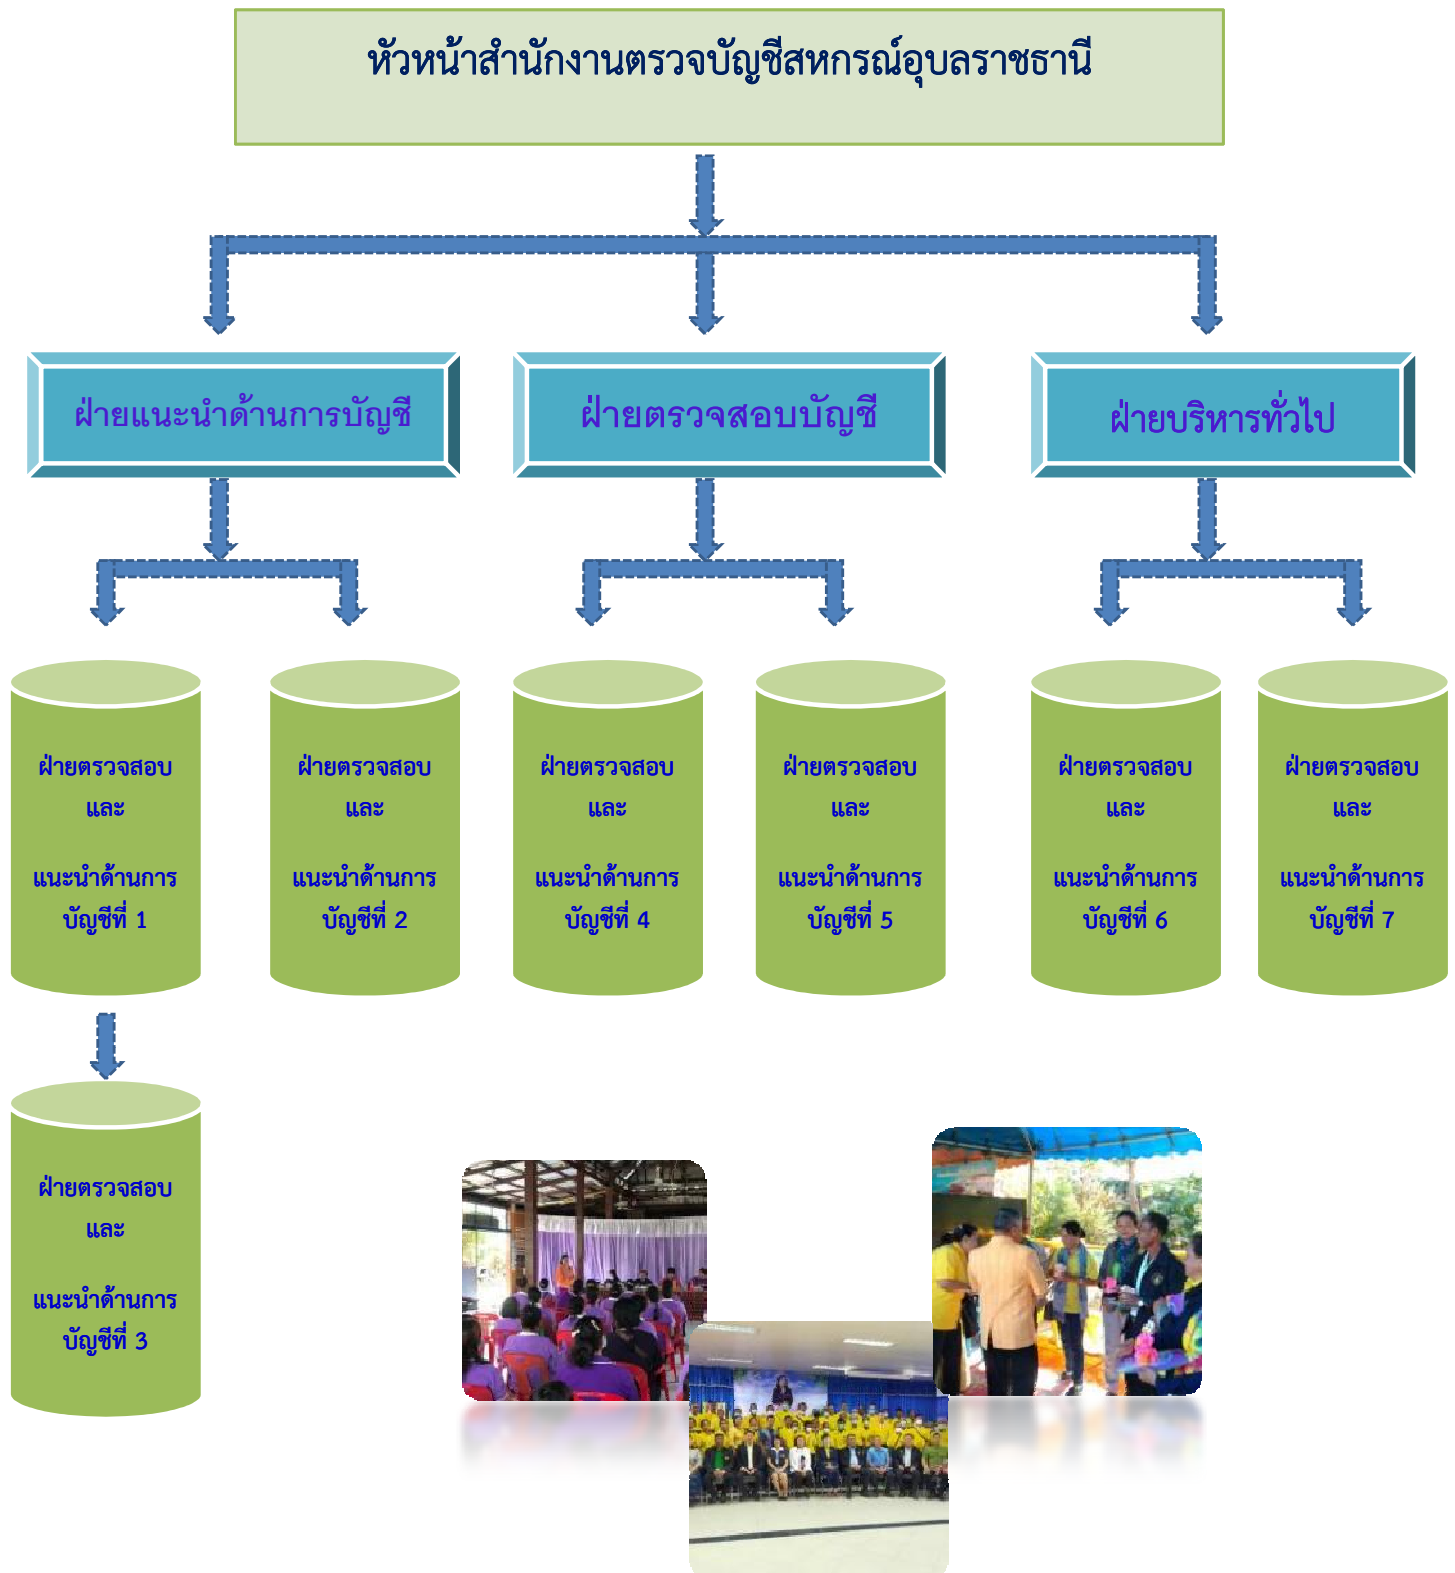 หัวหน้าสำนักงานตรวจบัญชีสหกรณ์อุบลราชธานี
ฝ่ายแนะนำด้านการบัญชี
ฝ่ายตรวจสอบบัญชี
ฝ่ายบริหารทั่วไป
ฝ่ายตรวจสอบ
และ
แนะนำด้านการ
บัญชีที่ 1
ฝ่ายตรวจสอบ
และ
แนะนำด้านการ
บัญชีที่ 2
ฝ่ายตรวจสอบ
และ
แนะนำด้านการ
บัญชีที่ 4
ฝ่ายตรวจสอบ
และ
แนะนำด้านการ
บัญชีที่ 5
ฝ่ายตรวจสอบ
และ
แนะนำด้านการ
บัญชีที่ 6
ฝ่ายตรวจสอบ
และ
แนะนำด้านการ
บัญชีที่ 7
ฝ่ายตรวจสอบ
และ
แนะนำด้านการ
บัญชีที่ 3